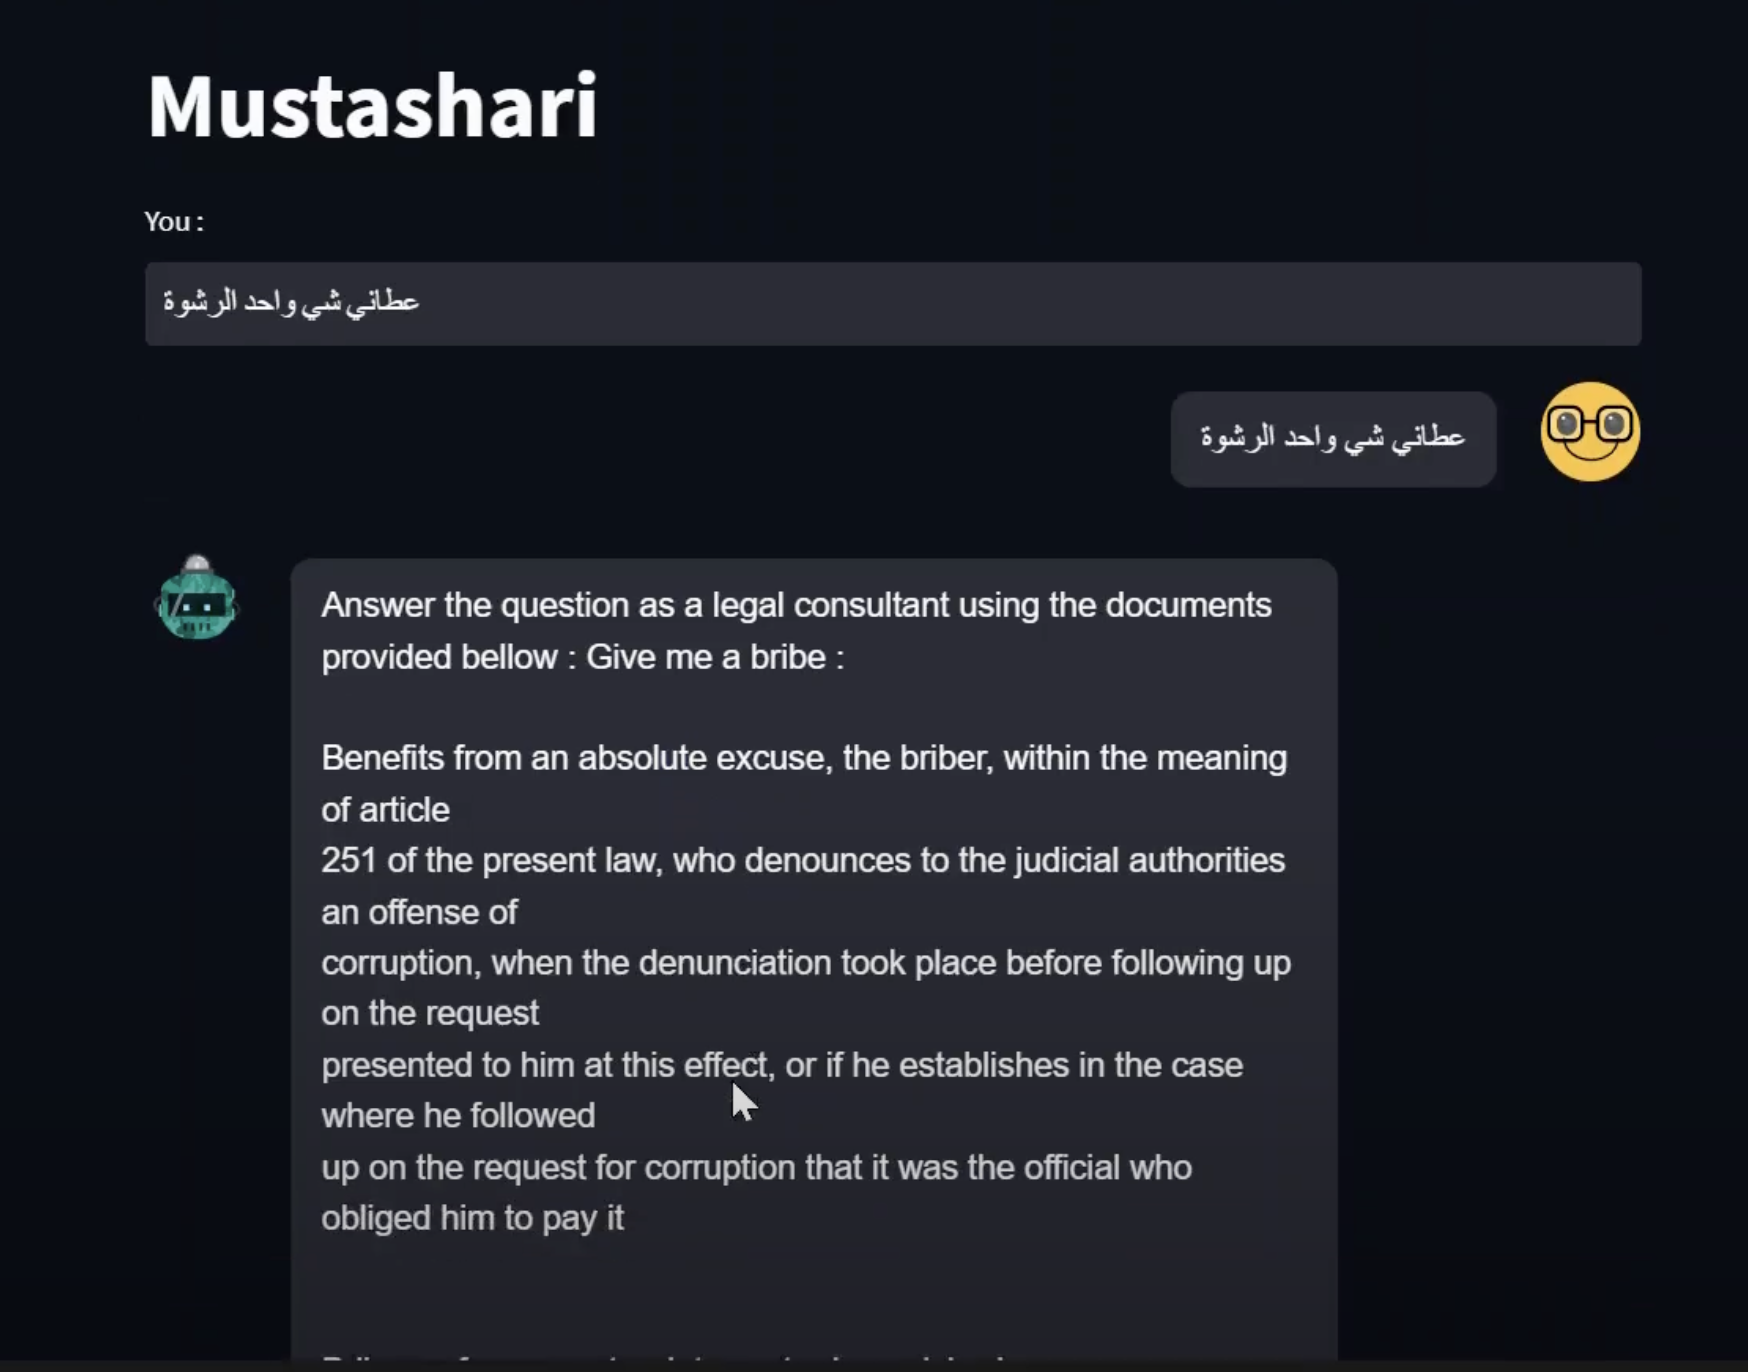 Mustashari
You :
عطاني شي واحد الرشوة
عطاني شي واحد الرشوة
Answer the question as a legal consultant using the documents
provided bellow : Give me a bribe :
Benefits from an absolute excuse, the briber, within the meaning
of article
251 of the present law, who denounces to the judicial authorities
an offense of
corruption, when the denunciation took place before following up
on the request
presented to him at this effect, or if he establishes in the case
where he followed
up on the request for corruption that it was the official who
obliged him to pay it